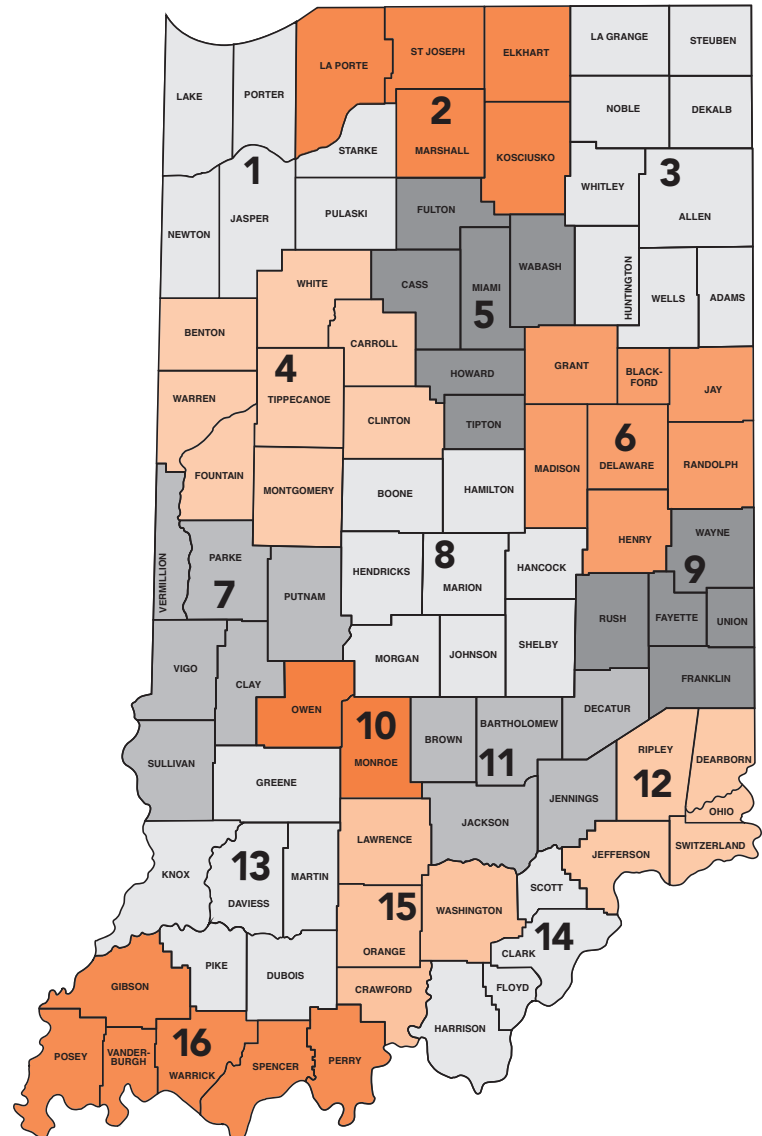 LA GRANGE
STEUBEN
ST JOSEPH
ELKHART
LA PORTE
LAKE
PORTER
NOBLE
DEKALB
2
STARKE
MARSHALL
KOSCIUSKO
1
3
WHITLEY
ALLEN
FULTON
PULASKI
JASPER
NEWTON
WABASH
WHITE
CASS
MIAMI
HUNTINGTON
WELLS
ADAMS
5
BENTON
CARROLL
4
GRANT
HOWARD
BLACK-
FORD
JAY
WARREN
TIPPECANOE
CLINTON
TIPTON
6
FOUNTAIN
MADISON
DELAWARE
RANDOLPH
MONTGOMERY
BOONE
HAMILTON
WAYNE
HENRY
8
PARKE
9
VERMILLION
HENDRICKS
MARION
HANCOCK
7
PUTNAM
RUSH
FAYETTE
UNION
SHELBY
MORGAN
JOHNSON
VIGO
CLAY
FRANKLIN
OWEN
DECATUR
10
BARTHOLOMEW
BROWN
RIPLEY
DEARBORN
SULLIVAN
MONROE
11
12
GREENE
JENNINGS
OHIO
JACKSON
LAWRENCE
SWITZERLAND
JEFFERSON
13
KNOX
MARTIN
SCOTT
DAVIESS
15
WASHINGTON
14
ORANGE
CLARK
PIKE
DUBOIS
GIBSON
CRAWFORD
FLOYD
HARRISON
16
POSEY
VANDER-
BURGH
WARRICK
SPENCER
PERRY